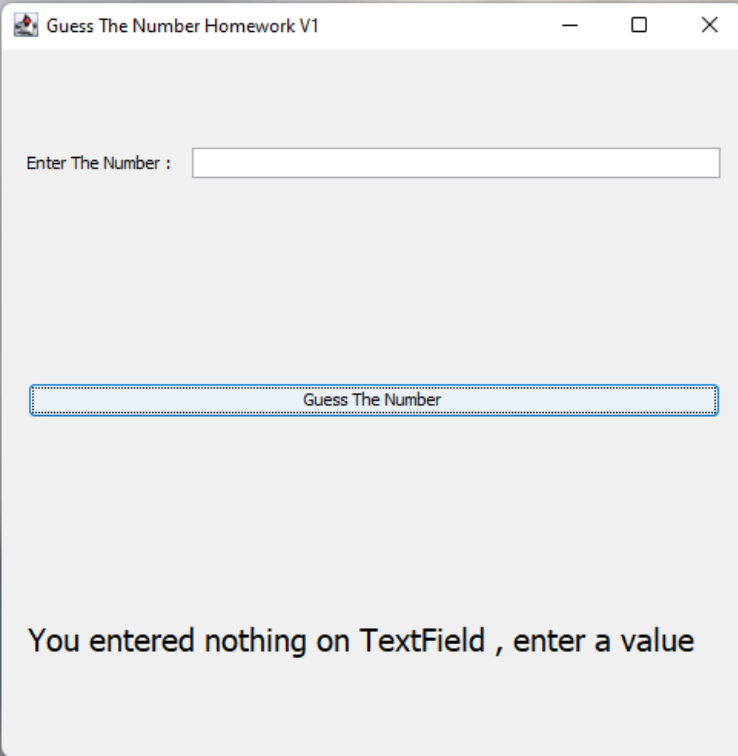 Guess The Number Homework V1
Enter The Number :
Guess The Number
You entered nothing on TextField , enter a value